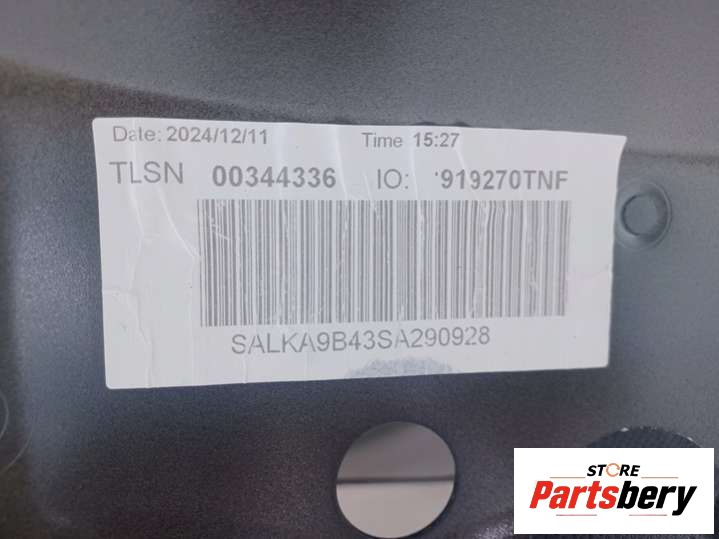 Date: 2024/12/11 Time 15:27
TLSN 00344336 IO: '919270TNF
SALKA9B43SA290928
STORE
Partsbery